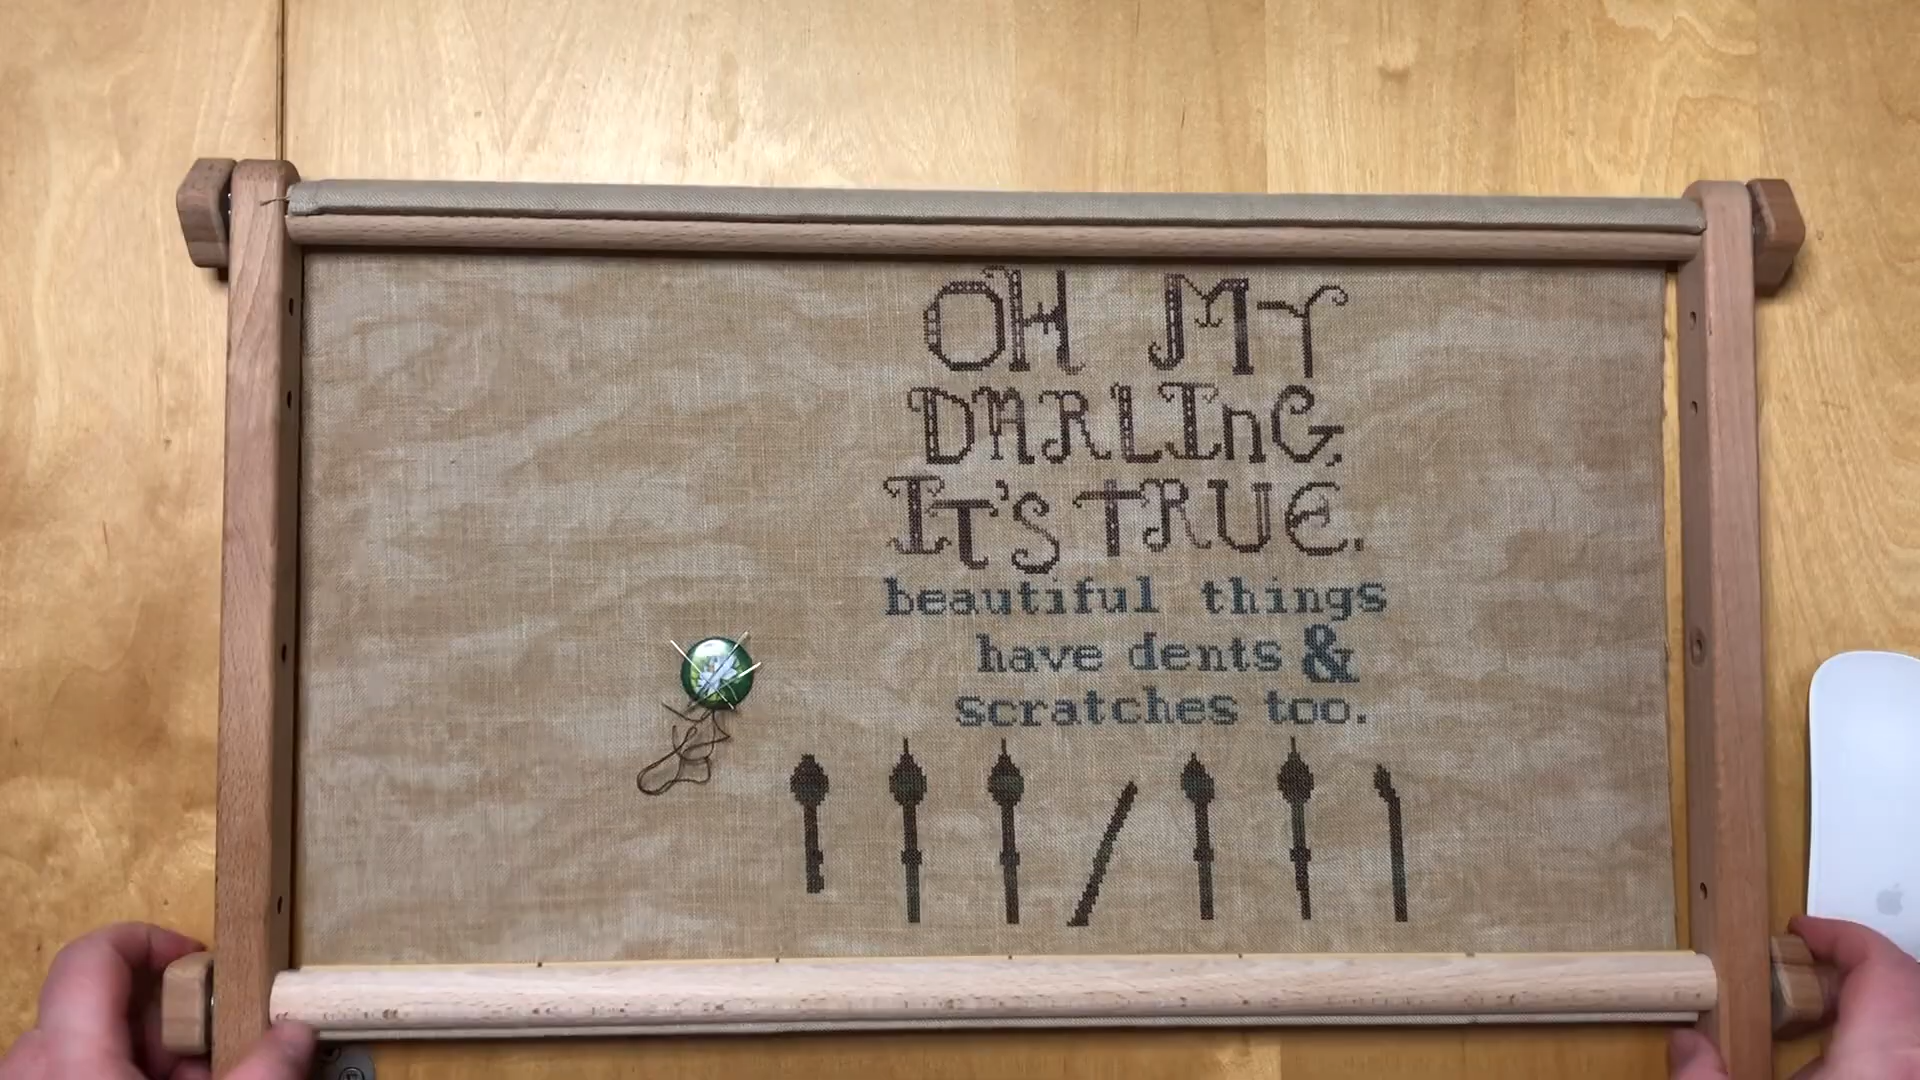 OH MY
DARLInG,
IT'S TRUE.
beautiful things
have dents &
scratches too.